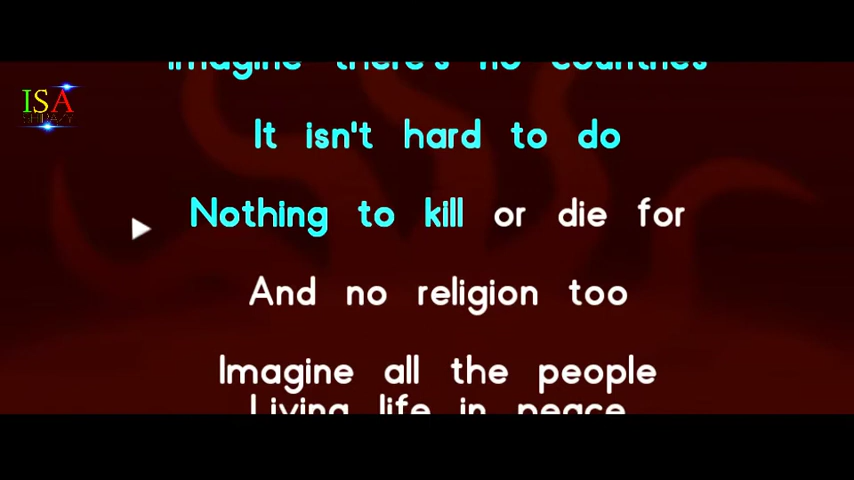 ISA
Imagine there's no countries
It isn't hard to do
Nothing to kill or die for
And no religion too
Imagine all the people
Living life in peace